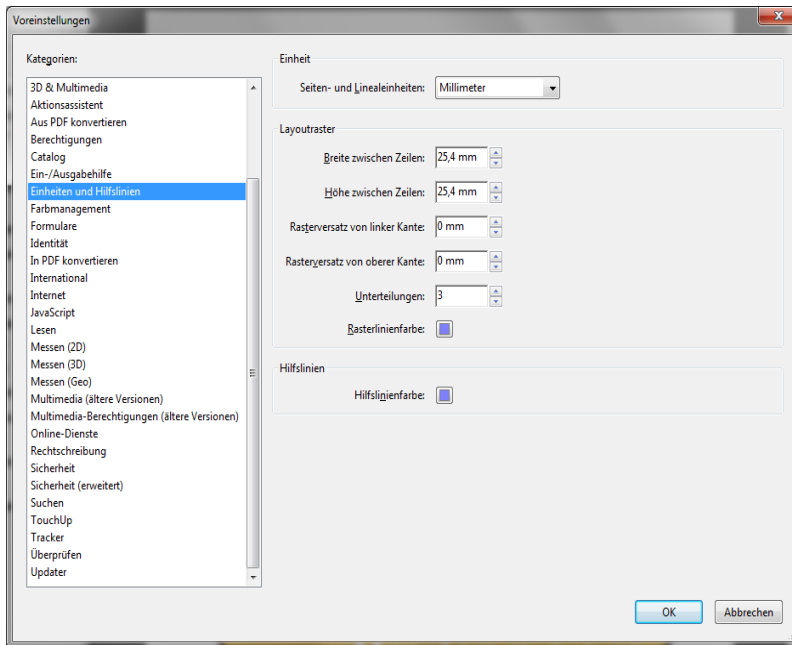 Voreinstellungen
Kategorien:
3D & Multimedia
Aktionsassistent
Aus PDF konvertieren
Berechtigungen
Catalog
Ein-/Ausgabehilfe
Einheiten und Hilfslinien
Farbmanagement
Formulare
Identität
In PDF konvertieren
International
Internet
JavaScript
Lesen
Messen (2D)
Messen (3D)
Messen (Geo)
Multimedia (ältere Versionen)
Multimedia-Berechtigungen (ältere Versionen)
Online-Dienste
Rechtschreibung
Sicherheit
Sicherheit (erweitert)
Suchen
TouchUp
Tracker
Überprüfen
Updater
Einheit
Seiten- und Linealeinheiten: Millimeter
Layoutraster
Breite zwischen Zeilen: 25,4 mm
Höhe zwischen Zeilen: 25,4 mm
Rasterversatz von linker Kante: 0 mm
Rasterversatz von oberer Kante: 0 mm
Unterteilungen: 3
Rasterlinienfarbe:
Hilfslinien
Hilfslinienfarbe:
OK Abbrechen